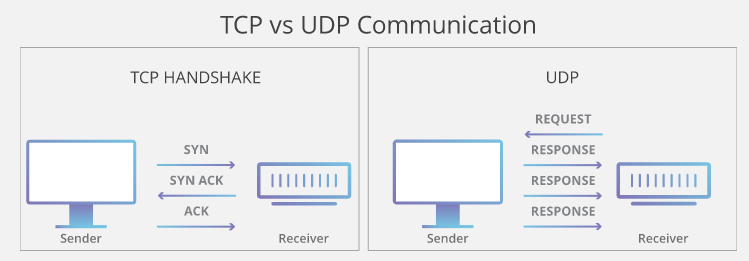 TCP vs UDP Communication
TCP HANDSHAKE
SYN
SYN ACK
ACK
Sender
Receiver
UDP
REQUEST
RESPONSE
RESPONSE
RESPONSE
Sender
Receiver